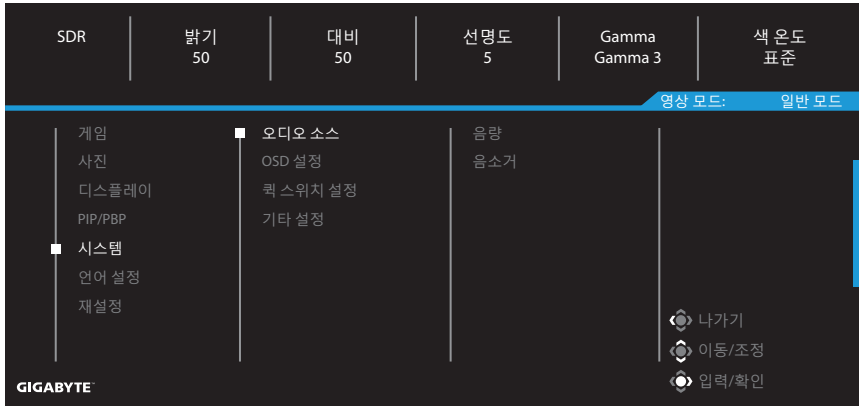 SDR
밝기
50
대비
50
선명도
5
Gamma
Gamma 3
색 온도
표준
영상 모드: 일반 모드
게임
사진
디스플레이
PIP/PBP
시스템
언어 설정
재설정
오디오 소스
OSD 설정
퀵 스위치 설정
기타 설정
음량
음소거
나가기
이동/조정
입력/확인
GIGABYTE™